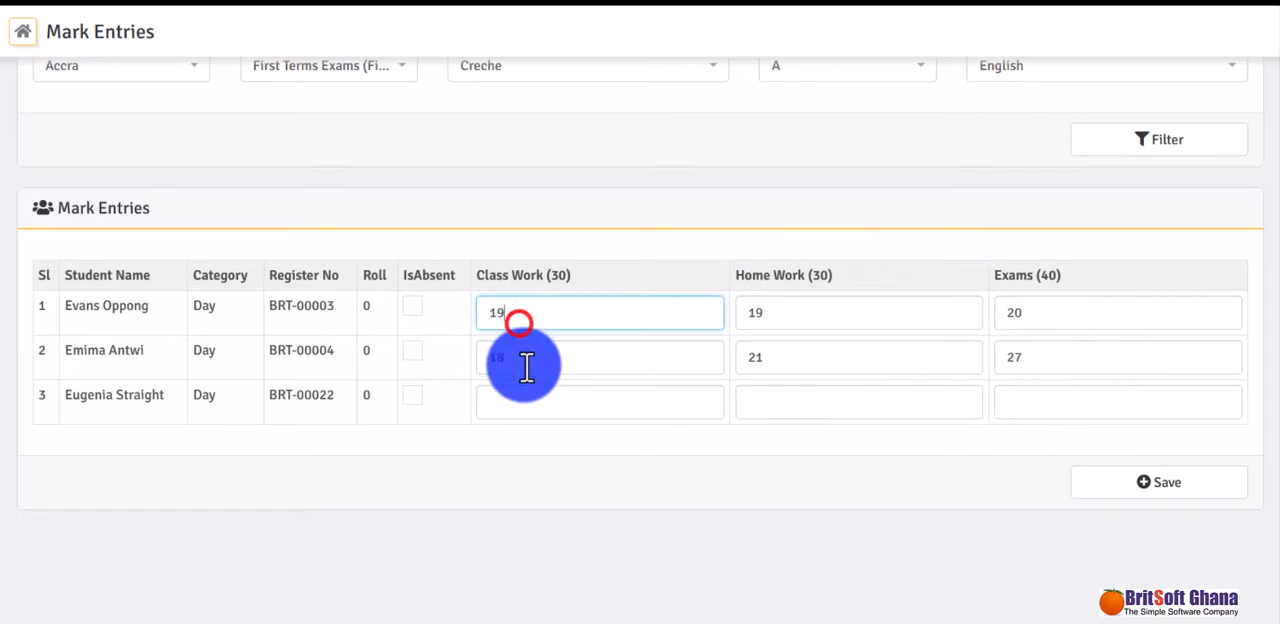 Mark Entries
Accra First Terms Exams (Fi... Creche A English
Filter
Mark Entries
Sl Student Name Category Register No Roll IsAbsent Class Work (30) Home Work (30) Exams (40)
1 Evans Oppong Day BRT-00003 0 19 19 20
2 Emima Antwi Day BRT-00004 0 18 21 27
3 Eugenia Straight Day BRT-00022 0
Save
BritSoft Ghana
The Simple Software Company